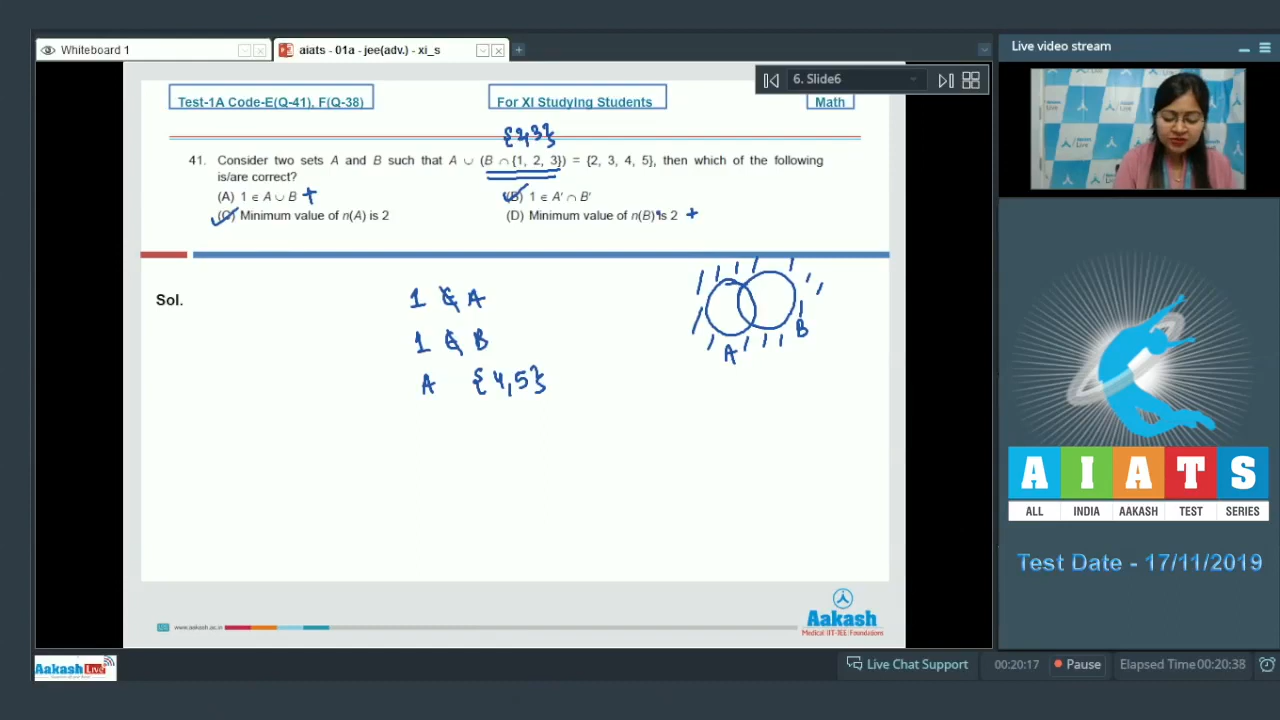 Whiteboard 1
aiats - 01a - jee(adv.) - xi_s
Live video stream
6. Slide6
Test-1A Code-E(Q-41), F(Q-38)
For XI Studying Students
Math
{2,3}
41. Consider two sets A and B such that A ∪ (B ∩ {1, 2, 3}) = {2, 3, 4, 5}, then which of the following
is/are correct?
(A) 1 ∈ A ∪ B
(B) 1 ∈ A′ ∩ B′
(C) Minimum value of n(A) is 2
(D) Minimum value of n(B) is 2
Sol.
1 ∉ A
1 ∉ B
A {4,5}
A
B
www.aakash.ac.in
Aakash
Medical|IIT-JEE|Foundations
A I A T S
ALL INDIA AAKASH TEST SERIES
Test Date - 17/11/2019
Aakash Live
Live Chat Support
00:20:17
Pause
Elapsed Time 00:20:38